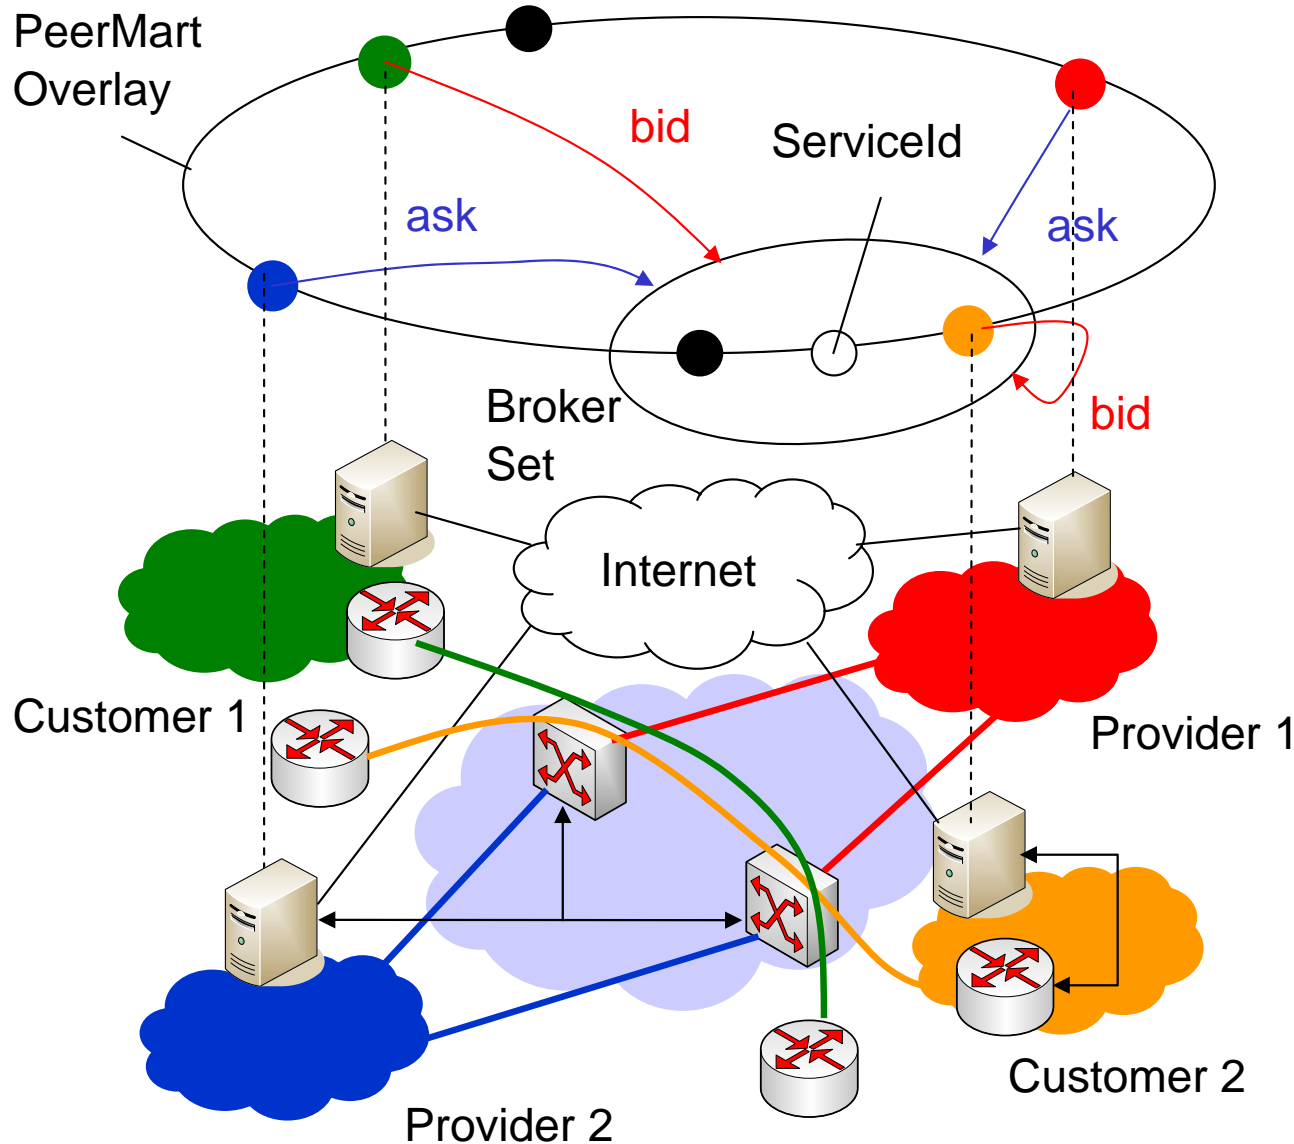 PeerMart
Overlay
bid
ServiceId
ask
ask
bid
Broker
Set
Internet
Customer 1
Provider 1
Customer 2
Provider 2